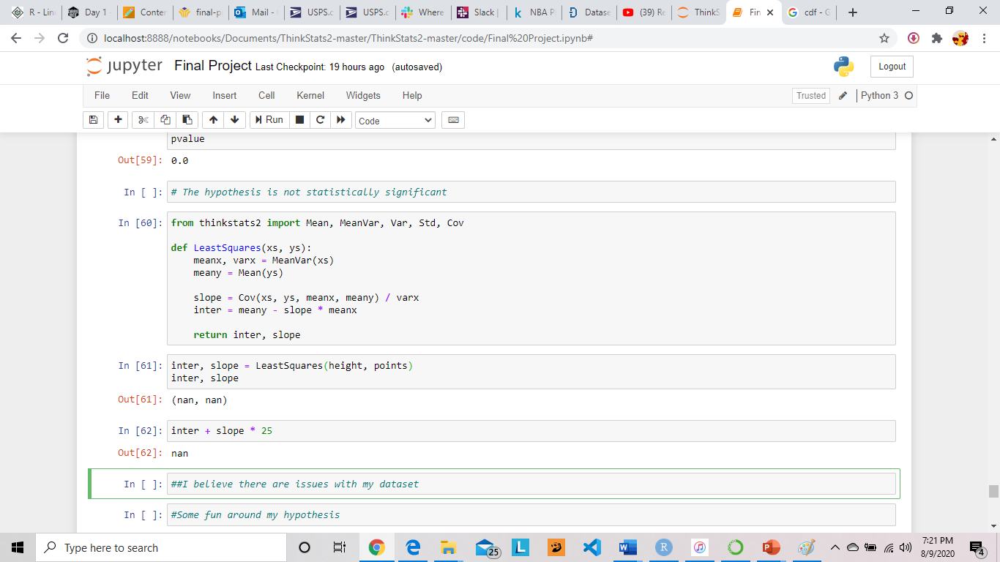 R - Lin
Day 1
Conter
final-p
Mail -
USPS.c
USPS.c
Where
Slack |
NBA P
Datase
(39) Re
ThinkS
Fin
cdf - G
localhost:8888/notebooks/Documents/ThinkStats2-master/ThinkStats2-master/code/Final%20Project.ipynb#
jupyter Final Project Last Checkpoint: 19 hours ago (autosaved)
Logout
File Edit View Insert Cell Kernel Widgets Help
Trusted Python 3
Run Code
pvalue
Out[59]: 0.0
In [ ]: # The hypothesis is not statistically significant
In [60]: from thinkstats2 import Mean, MeanVar, Var, Std, Cov
def LeastSquares(xs, ys):
meanx, varx = MeanVar(xs)
meany = Mean(ys)
slope = Cov(xs, ys, meanx, meany) / varx
inter = meany - slope * meanx
return inter, slope
In [61]: inter, slope = LeastSquares(height, points)
inter, slope
Out[61]: (nan, nan)
In [62]: inter + slope * 25
Out[62]: nan
In [ ]: ##I believe there are issues with my dataset
In [ ]: #Some fun around my hypothesis
Type here to search
25
7:21 PM
8/9/2020
4